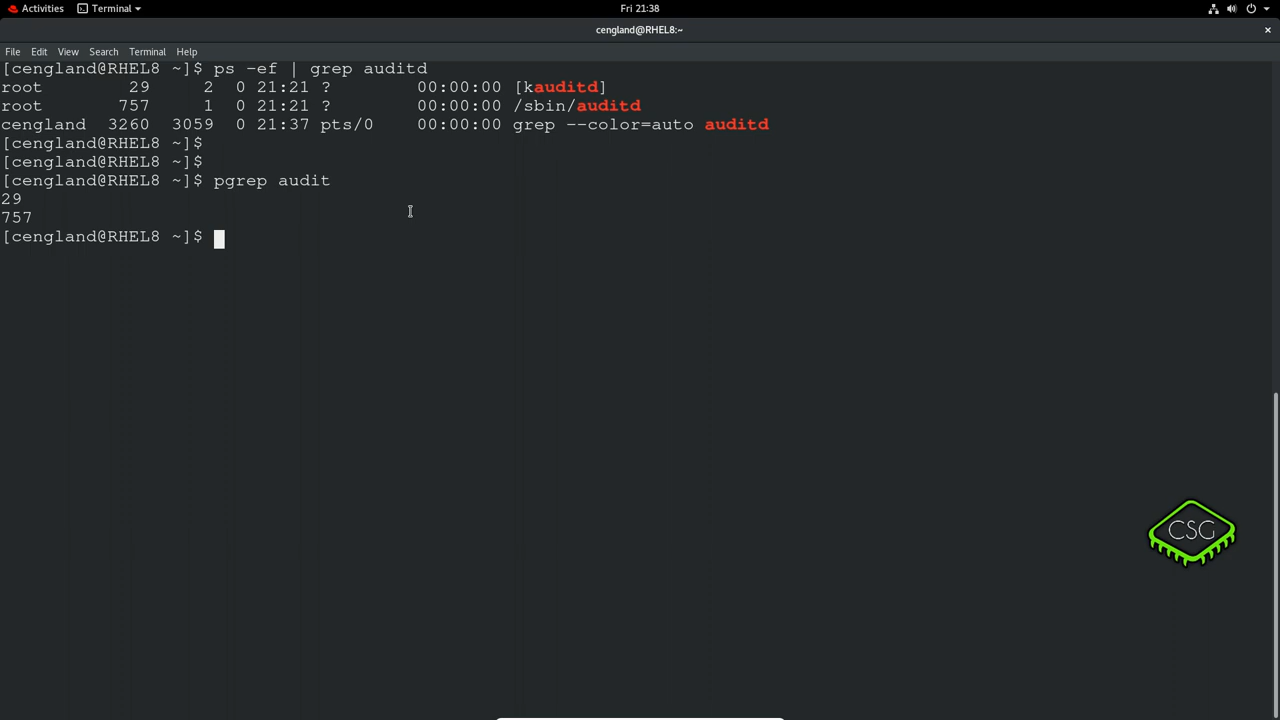 Activities Terminal Fri 21:38
cengland@RHEL8:~ ×
File Edit View Search Terminal Help
[cengland@RHEL8 ~]$ ps -ef | grep auditd
root 29 2 0 21:21 ? 00:00:00 [kauditd]
root 757 1 0 21:21 ? 00:00:00 /sbin/auditd
cengland 3260 3059 0 21:37 pts/0 00:00:00 grep --color=auto auditd
[cengland@RHEL8 ~]$
[cengland@RHEL8 ~]$
[cengland@RHEL8 ~]$ pgrep audit
29
757
[cengland@RHEL8 ~]$
CSG